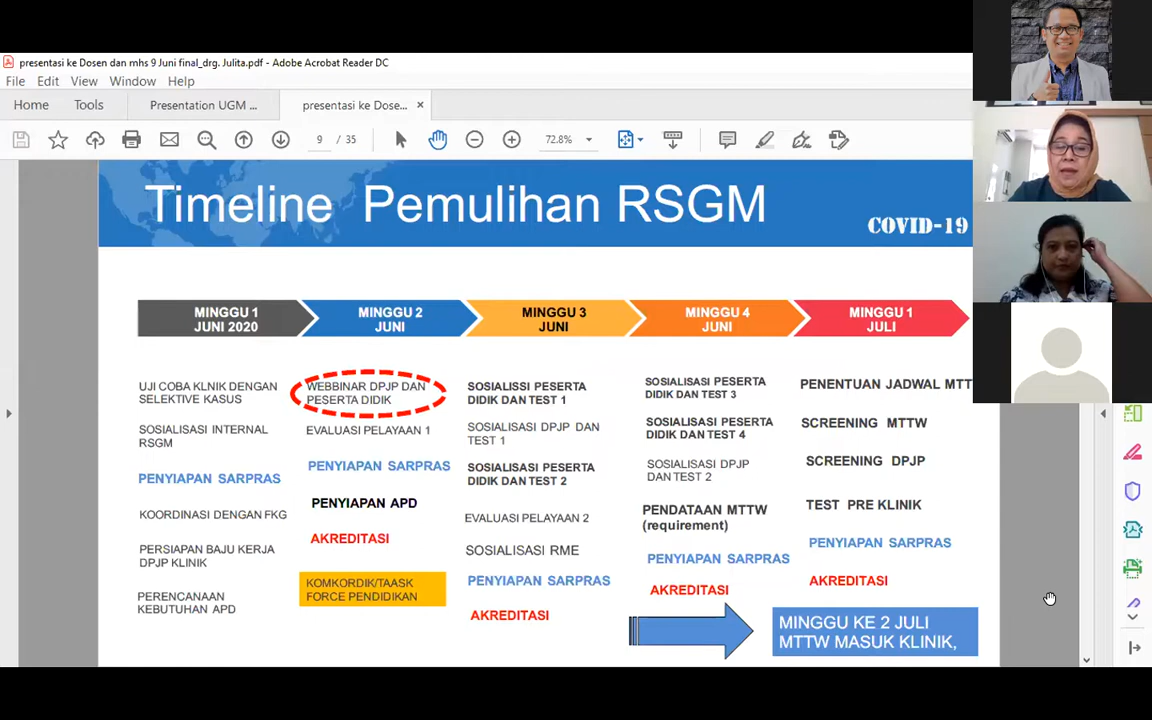 presentasi ke Dosen dan mhs 9 Juni final_drg. Julita.pdf - Adobe Acrobat Reader DC
File Edit View Window Help
Home Tools Presentation UGM ... presentasi ke Dose... ×
9 / 35 72.8%
Timeline Pemulihan RSGM
COVID-19
MINGGU 1
JUNI 2020
MINGGU 2
JUNI
MINGGU 3
JUNI
MINGGU 4
JUNI
MINGGU 1
JULI
UJI COBA KLNIK DENGAN
SELEKTIVE KASUS
SOSIALISASI INTERNAL
RSGM
PENYIAPAN SARPRAS
KOORDINASI DENGAN FKG
PERSIAPAN BAJU KERJA
DPJP KLINIK
PERENCANAAN
KEBUTUHAN APD
WEBBINAR DPJP DAN
PESERTA DIDIK
EVALUASI PELAYAAN 1
PENYIAPAN SARPRAS
PENYIAPAN APD
AKREDITASI
KOMKORDIK/TAASK
FORCE PENDIDIKAN
SOSIALISSI PESERTA
DIDIK DAN TEST 1
SOSIALISASI DPJP DAN
TEST 1
SOSIALISASI PESERTA
DIDIK DAN TEST 2
EVALUASI PELAYAAN 2
SOSIALISASI RME
PENYIAPAN SARPRAS
AKREDITASI
SOSIALISASI PESERTA
DIDIK DAN TEST 3
SOSIALISASI PESERTA
DIDIK DAN TEST 4
SOSIALISASI DPJP
DAN TEST 2
PENDATAAN MTTW
(requirement)
PENYIAPAN SARPRAS
AKREDITASI
PENENTUAN JADWAL MTT
SCREENING MTTW
SCREENING DPJP
TEST PRE KLINIK
PENYIAPAN SARPRAS
AKREDITASI
MINGGU KE 2 JULI
MTTW MASUK KLINIK,